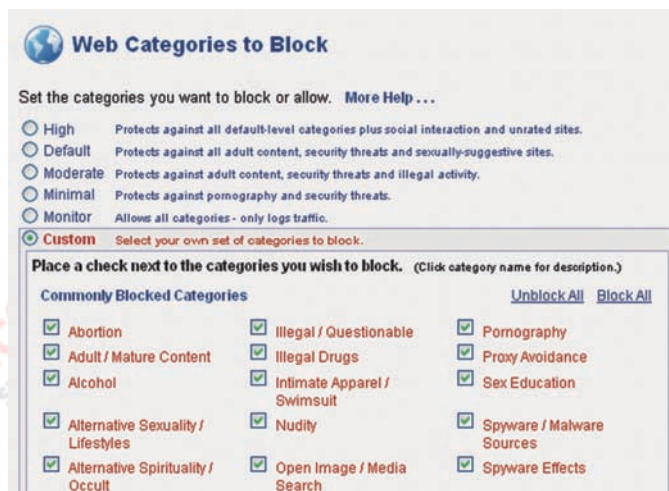 Web Categories to Block
Set the categories you want to block or allow. More Help . . .
High Protects against all default-level categories plus social interaction and unrated sites.
Default Protects against all adult content, security threats and sexually-suggestive sites.
Moderate Protects against adult content, security threats and illegal activity.
Minimal Protects against pornography and security threats.
Monitor Allows all categories - only logs traffic.
Custom Select your own set of categories to block.
Place a check next to the categories you wish to block. (Click category name for description.)
Commonly Blocked Categories Unblock All Block All
Abortion Illegal / Questionable Pornography
Adult / Mature Content Illegal Drugs Proxy Avoidance
Alcohol Intimate Apparel / Sex Education
Swimsuit
Alternative Sexuality / Nudity Spyware / Malware
Lifestyles Sources
Alternative Spirituality / Open Image / Media Spyware Effects
Occult Search